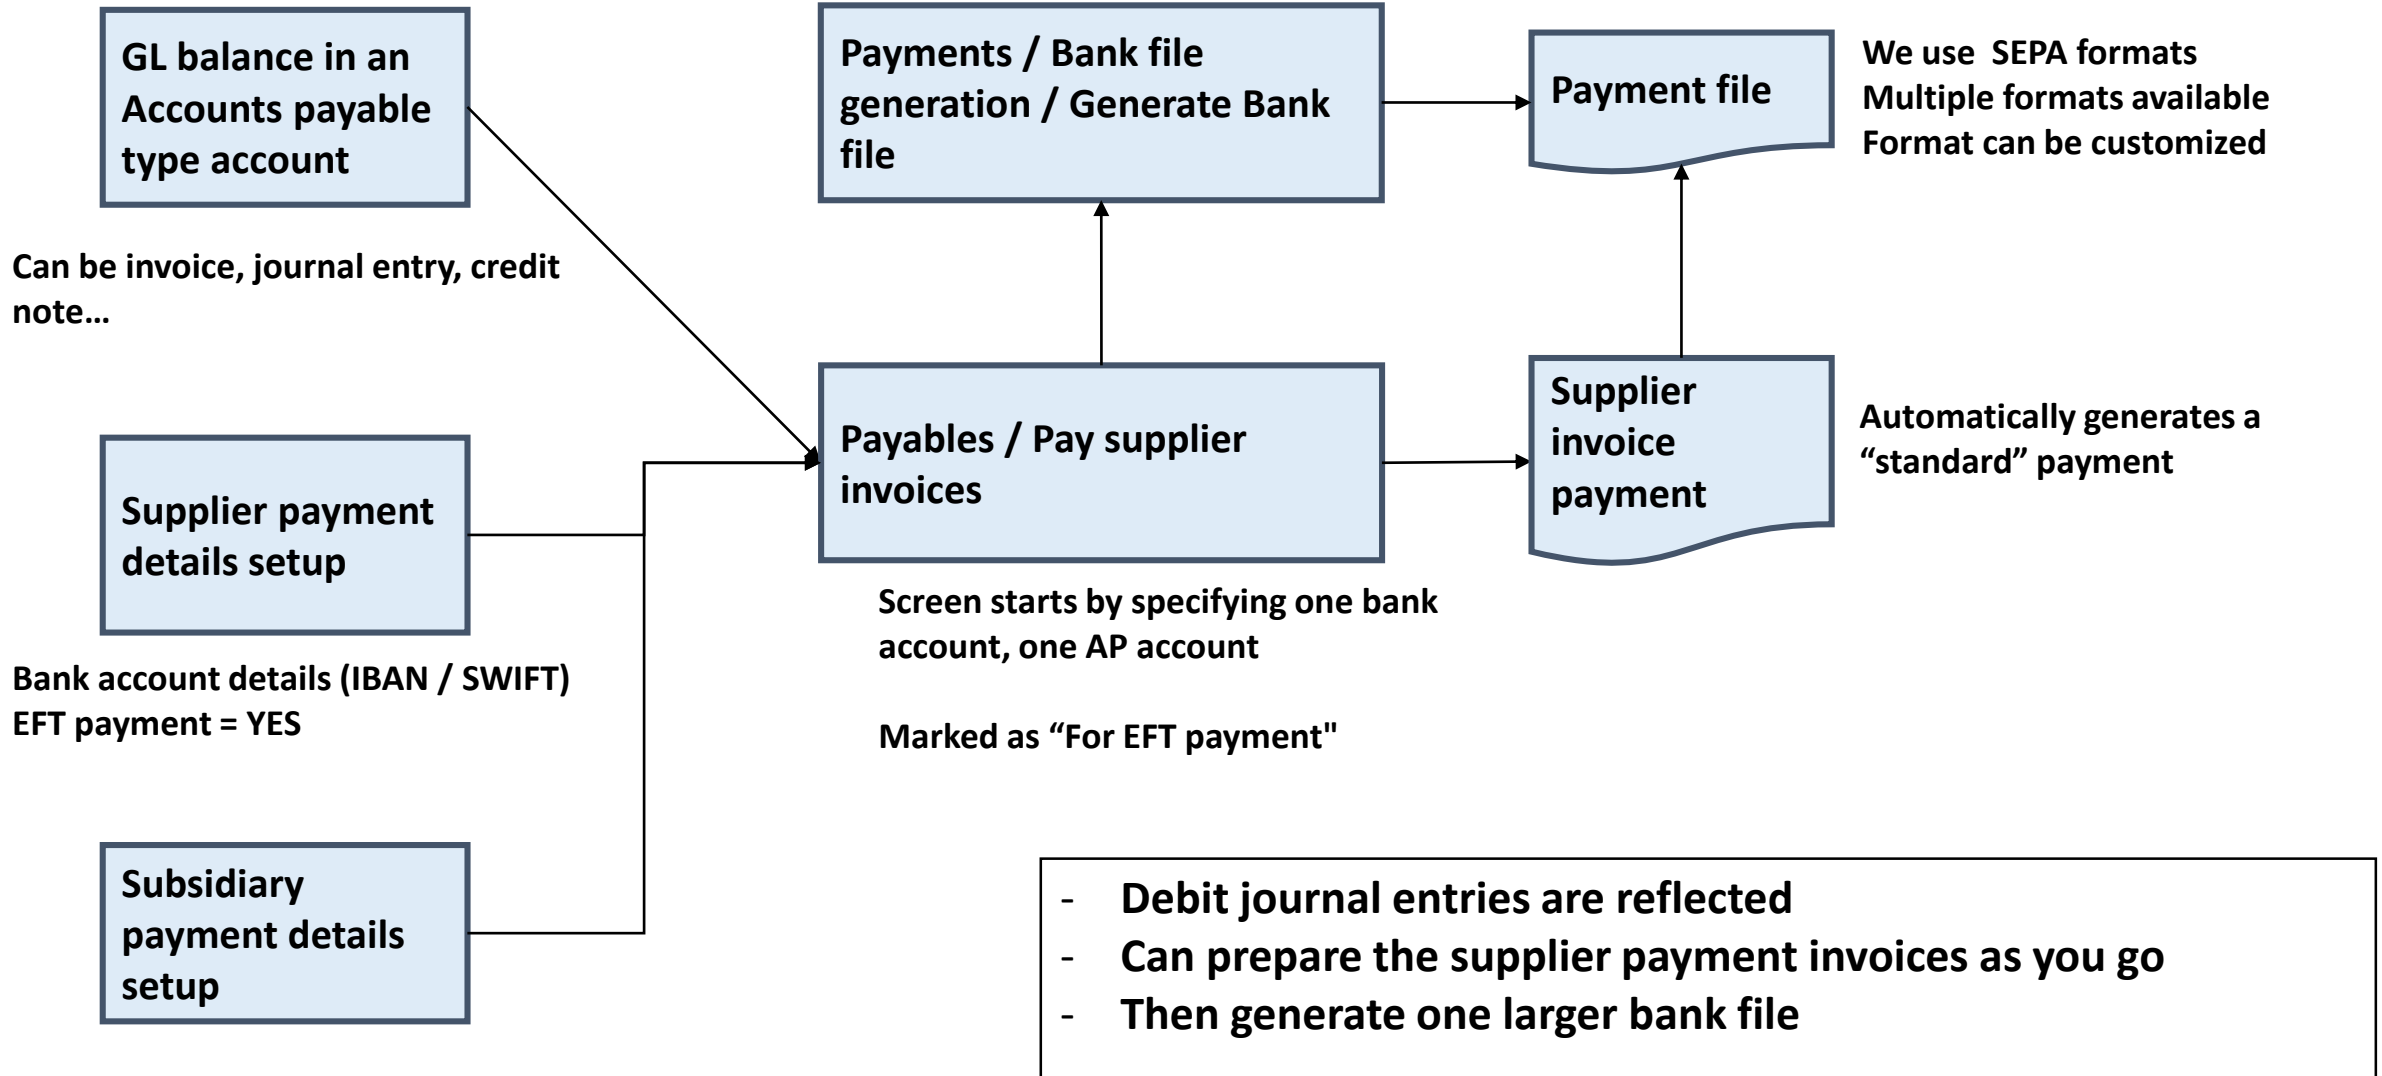 GL balance in an
Accounts payable
type account
Can be invoice, journal entry, credit
note…
Supplier payment
details setup
Bank account details (IBAN / SWIFT)
EFT payment = YES
Subsidiary
payment details
setup
Payments / Bank file
generation / Generate Bank
file
Payables / Pay supplier
invoices
Screen starts by specifying one bank
account, one AP account
Marked as “For EFT payment"
Payment file
We use  SEPA formats
Multiple formats available
Format can be customized
Supplier
invoice
payment
Automatically generates a
“standard” payment
- Debit journal entries are reflected
- Can prepare the supplier payment invoices as you go
- Then generate one larger bank file